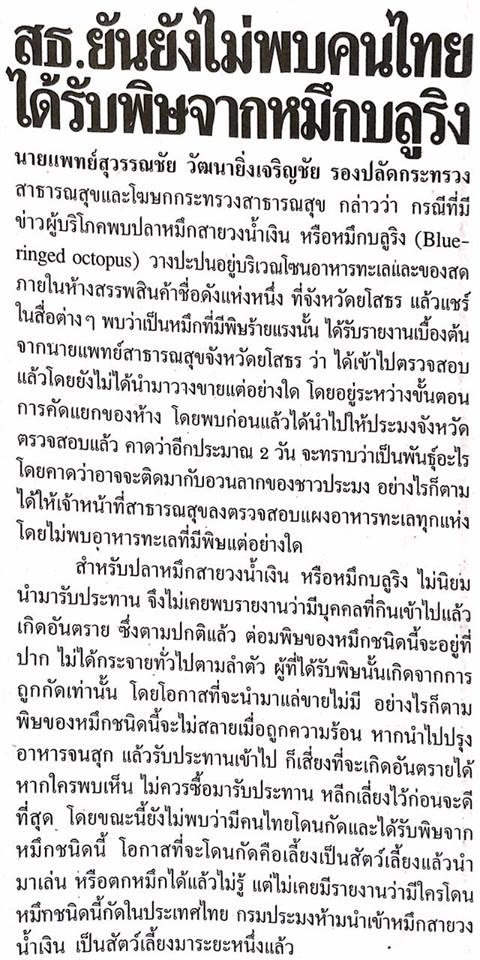 สธ.ยันยังไม่พบคนไทย
ได้รับพิษจากหมึกบลูริง
นายแพทย์สุวรรณชัย วัฒนายิ่งเจริญชัย รองปลัดกระทรวง
สาธารณสุขและโฆษกกระทรวงสาธารณสุข กล่าวว่า กรณีที่มี
ข่าวผู้บริโภคพบปลาหมึกสายวงน้ำเงิน หรือหมึกบลูริง (Blue-
ringed octopus) วางปะปนอยู่บริเวณโซนอาหารทะเลและของสด
ภายในห้างสรรพสินค้าชื่อดังแห่งหนึ่ง ที่จังหวัดยโสธร แล้วแชร์
ในสื่อต่างๆ พบว่าเป็นหมึกที่มีพิษร้ายแรงนั้น ได้รับรายงานเบื้องต้น
จากนายแพทย์สาธารณสุขจังหวัดยโสธร ว่า ได้เข้าไปตรวจสอบ
แล้วโดยยังไม่ได้นำมาวางขายแต่อย่างใด โดยอยู่ระหว่างขั้นตอน
การคัดแยกของห้าง โดยพบก่อนแล้วได้นำไปให้ประมงจังหวัด
ตรวจสอบแล้ว คาดว่าอีกประมาณ 2 วัน จะทราบว่าเป็นพันธุ์อะไร
โดยคาดว่าอาจจะติดมากับอวนลากของชาวประมง อย่างไรก็ตาม
ได้ให้เจ้าหน้าที่สาธารณสุขลงตรวจสอบแผงอาหารทะเลทุกแห่ง
โดยไม่พบอาหารทะเลที่มีพิษแต่อย่างใด
สำหรับปลาหมึกสายวงน้ำเงิน หรือหมึกบลูริง ไม่นิยม
นำมารับประทาน จึงไม่เคยพบรายงานว่ามีบุคคลที่กินเข้าไปแล้ว
เกิดอันตราย ซึ่งตามปกติแล้ว ต่อมพิษของหมึกชนิดนี้จะอยู่ที่
ปาก ไม่ได้กระจายทั่วไปตามลำตัว ผู้ที่ได้รับพิษนั้นเกิดจากการ
ถูกกัดเท่านั้น โดยโอกาสที่จะนำมาแล่ขายไม่มี อย่างไรก็ตาม
พิษของหมึกชนิดนี้จะไม่สลายเมื่อถูกความร้อน หากนำไปปรุง
อาหารจนสุก แล้วรับประทานเข้าไป ก็เสี่ยงที่จะเกิดอันตรายได้
หากใครพบเห็น ไม่ควรซื้อมารับประทาน หลีกเลี่ยงไว้ก่อนจะดี
ที่สุด โดยขณะนี้ยังไม่พบว่ามีคนไทยโดนกัดและได้รับพิษจาก
หมึกชนิดนี้ โอกาสที่จะโดนกัดคือเลี้ยงเป็นสัตว์เลี้ยงแล้วนำ
มาเล่น หรือตกหมึกได้แล้วไม่รู้ แต่ไม่เคยมีรายงานว่ามีใครโดน
หมึกชนิดนี้กัดในประเทศไทย กรมประมงห้ามนำเข้าหมึกสายวง
น้ำเงิน เป็นสัตว์เลี้ยงมาระยะหนึ่งแล้ว